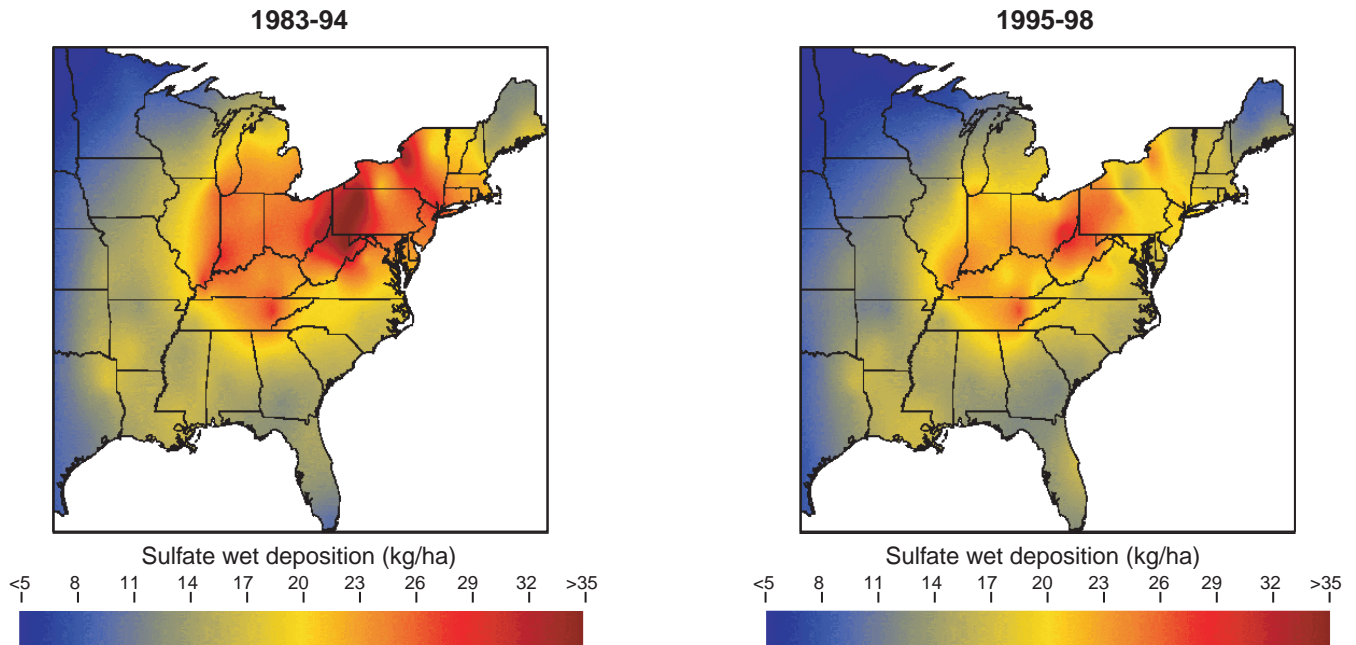 1983-94
Sulfate wet deposition (kg/ha)
<5 8 11 14 17 20 23 26 29 32 >35
1995-98
Sulfate wet deposition (kg/ha)
<5 8 11 14 17 20 23 26 29 32 >35